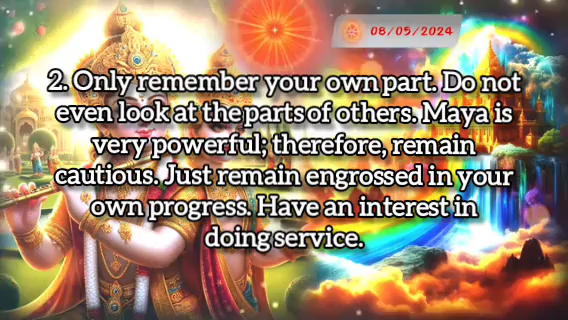 08/05/2024
2. Only remember your own part. Do not
even look at the parts of others. Maya is
very powerful; therefore, remain
cautious. Just remain engrossed in your
own progress. Have an interest in
doing service.